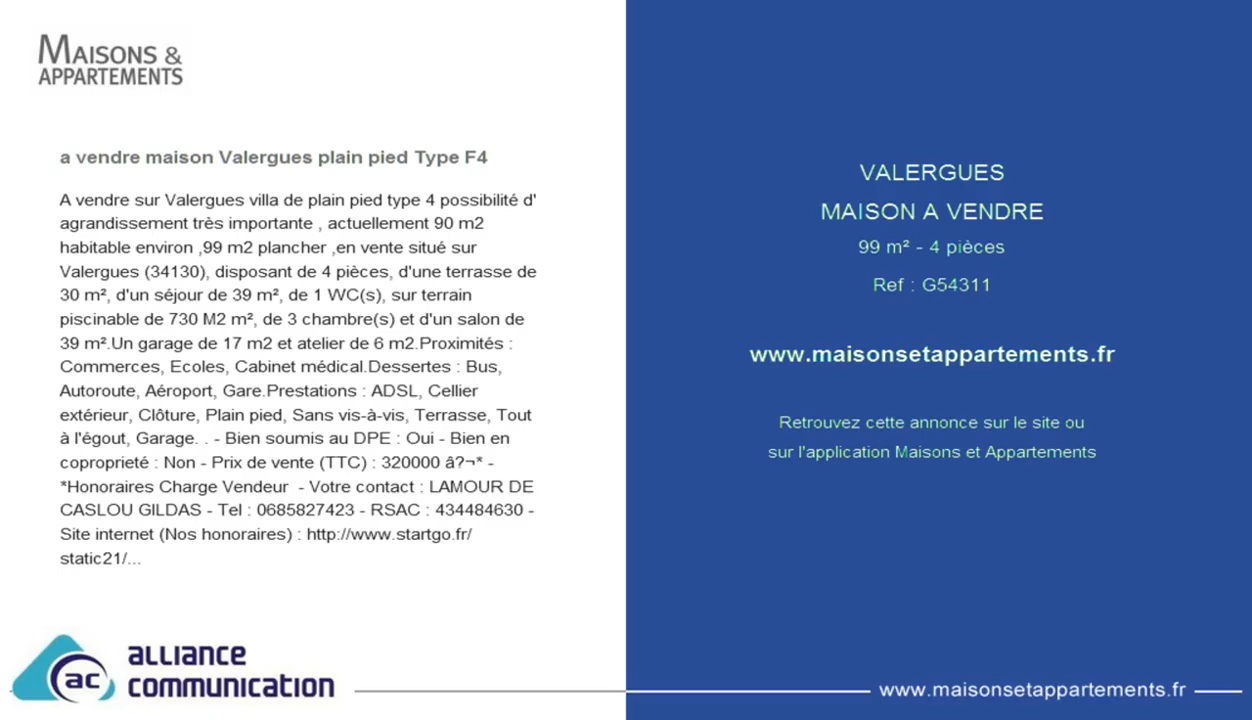 MAISONS &
APPARTEMENTS
a vendre maison Valergues plain pied Type F4
A vendre sur Valergues villa de plain pied type 4 possibilité d'
agrandissement très importante , actuellement 90 m2
habitable environ ,99 m2 plancher ,en vente situé sur
Valergues (34130), disposant de 4 pièces, d'une terrasse de
30 m², d'un séjour de 39 m², de 1 WC(s), sur terrain
piscinable de 730 M2 m², de 3 chambre(s) et d'un salon de
39 m².Un garage de 17 m2 et atelier de 6 m2.Proximités :
Commerces, Ecoles, Cabinet médical.Dessertes : Bus,
Autoroute, Aéroport, Gare.Prestations : ADSL, Cellier
extérieur, Clôture, Plain pied, Sans vis-à-vis, Terrasse, Tout
à l'égout, Garage. . - Bien soumis au DPE : Oui - Bien en
coproprieté : Non - Prix de vente (TTC) : 320000 â?¬* -
*Honoraires Charge Vendeur  - Votre contact : LAMOUR DE
CASLOU GILDAS - Tel : 0685827423 - RSAC : 434484630 -
Site internet (Nos honoraires) : http://www.startgo.fr/
static21/...
ac
alliance
communication
VALERGUES
MAISON A VENDRE
99 m² - 4 pièces
Ref : G54311
www.maisonsetappartements.fr
Retrouvez cette annonce sur le site ou
sur l'application Maisons et Appartements
www.maisonsetappartements.fr